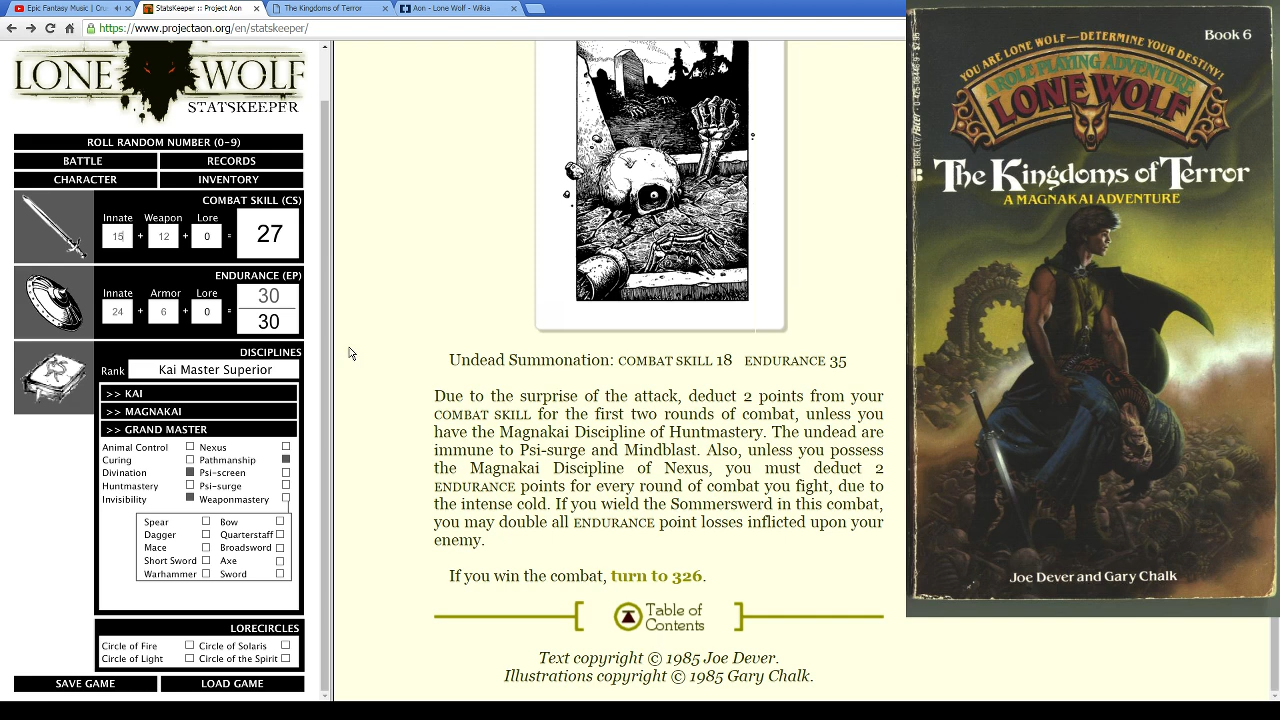 Epic Fantasy Music | Cru
StatsKeeper :: Project Aon
The Kingdoms of Terror
Aon - Lone Wolf - Wikia
https://www.projectaon.org/en/statskeeper/
LONE WOLF
STATSKEEPER
ROLL RANDOM NUMBER (0-9)
BATTLE RECORDS
CHARACTER INVENTORY
COMBAT SKILL (CS)
Innate Weapon Lore
15 + 12 + 0 = 27
ENDURANCE (EP)
Innate Armor Lore
30
24 + 6 + 0 =
30
DISCIPLINES
Rank Kai Master Superior
>> KAI
>> MAGNAKAI
>> GRAND MASTER
Animal Control Nexus
Curing Pathmanship
Divination Psi-screen
Huntmastery Psi-surge
Invisibility Weaponmastery
Spear Bow
Dagger Quarterstaff
Mace Broadsword
Short Sword Axe
Warhammer Sword
LORECIRCLES
Circle of Fire Circle of Solaris
Circle of Light Circle of the Spirit
SAVE GAME LOAD GAME
Undead Summonation: COMBAT SKILL 18 ENDURANCE 35
Due to the surprise of the attack, deduct 2 points from your
COMBAT SKILL for the first two rounds of combat, unless you
have the Magnakai Discipline of Huntmastery. The undead are
immune to Psi-surge and Mindblast. Also, unless you possess
the Magnakai Discipline of Nexus, you must deduct 2
ENDURANCE points for every round of combat you fight, due to
the intense cold. If you wield the Sommerswerd in this combat,
you may double all ENDURANCE point losses inflicted upon your
enemy.
If you win the combat, turn to 326.
Table of
Contents
Text copyright © 1985 Joe Dever.
Illustrations copyright © 1985 Gary Chalk.
Book 6
YOU ARE LONE WOLF—DETERMINE YOUR DESTINY!
A ROLE PLAYING ADVENTURE
LONE WOLF
The Kingdoms of Terror
A MAGNAKAI ADVENTURE
Joe Dever and Gary Chalk